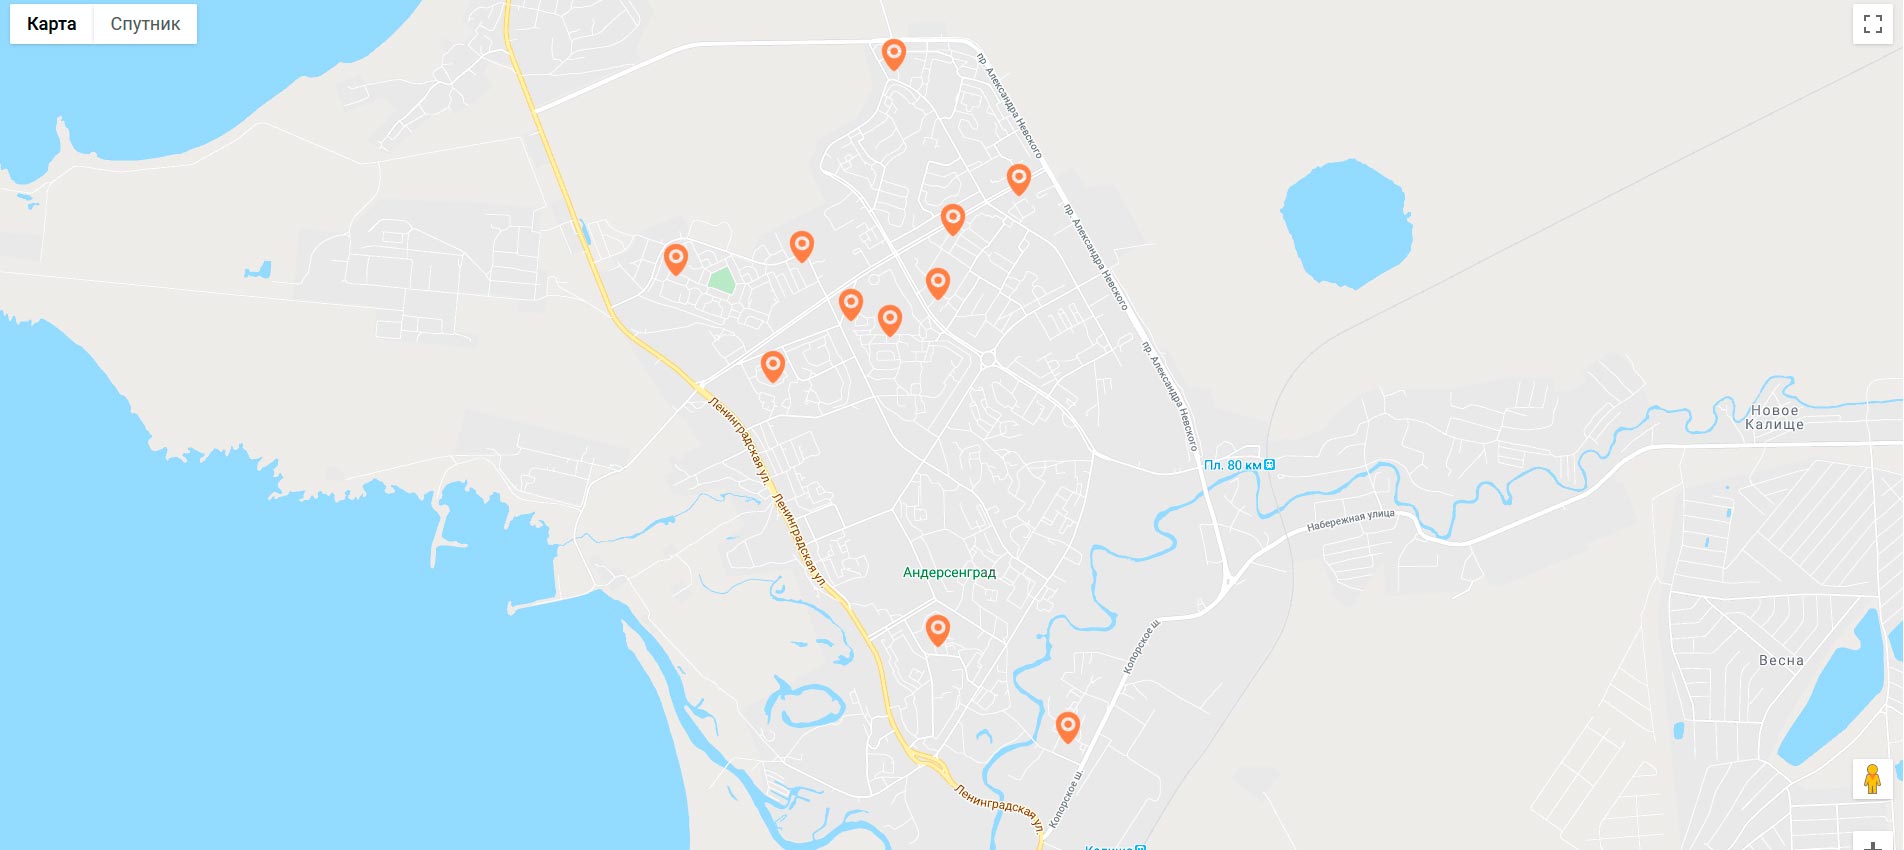 Карта
Спутник
пр. Александра Невского
пр. Александра Невского
пр. Александра Невского
Ленинградская ул.
Ленинградская ул.
Новое
Калище
Пл. 80 км
Набережная улица
Андерсенград
Копорское ш.
Весна
Копорское ш.
Ленинградская ул.
Калище